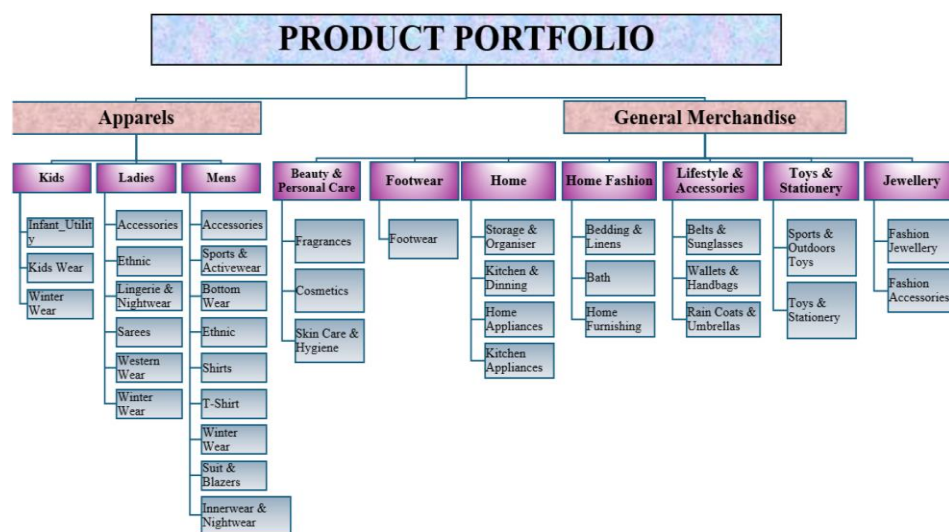 PRODUCT PORTFOLIO
Apparels
General Merchandise
Kids
Ladies
Mens
Beauty &
Personal Care
Footwear
Home
Home Fashion
Lifestyle &
Accessories
Toys &
Stationery
Jewellery
Infant_Utilit
y
Kids Wear
Winter
Wear
Accessories
Ethnic
Lingerie &
Nightwear
Sarees
Western
Wear
Winter
Wear
Accessories
Sports &
Activewear
Bottom
Wear
Ethnic
Shirts
T-Shirt
Winter
Wear
Suit &
Blazers
Innerwear &
Nightwear
Fragrances
Cosmetics
Skin Care &
Hygiene
Footwear
Storage &
Organiser
Kitchen &
Dinning
Home
Appliances
Kitchen
Appliances
Bedding &
Linens
Bath
Home
Furnishing
Belts &
Sunglasses
Wallets &
Handbags
Rain Coats &
Umbrellas
Sports &
Outdoors
Toys
Toys &
Stationery
Fashion
Jewellery
Fashion
Accessories